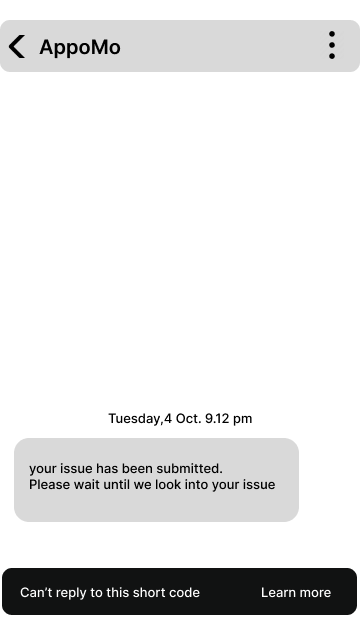 AppoMo
Tuesday,4 Oct. 9.12 pm
your issue has been submitted.
Please wait until we look into your issue
Can't reply to this short code
Learn more